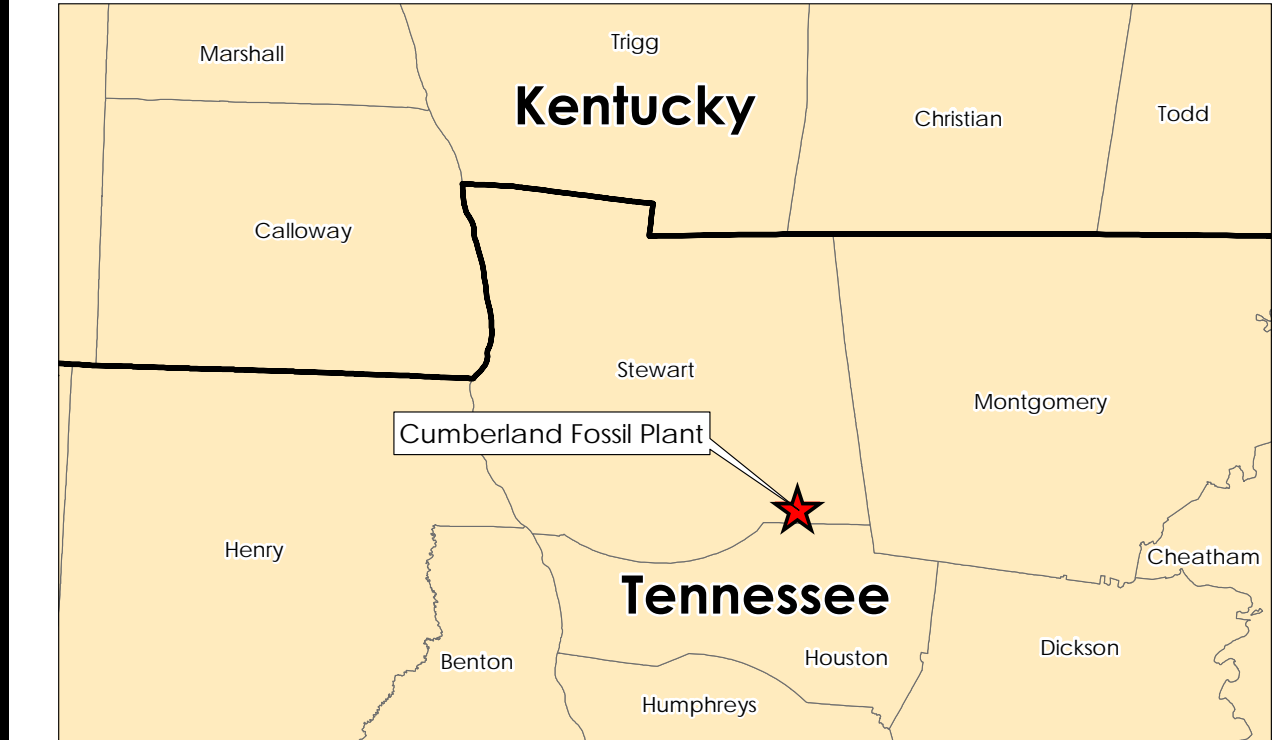 Trigg
Marshall
Kentucky
Christian
Todd
Calloway
Stewart
Montgomery
Cumberland Fossil Plant
Henry
Cheatham
Tennessee
Dickson
Houston
Benton
Humphreys